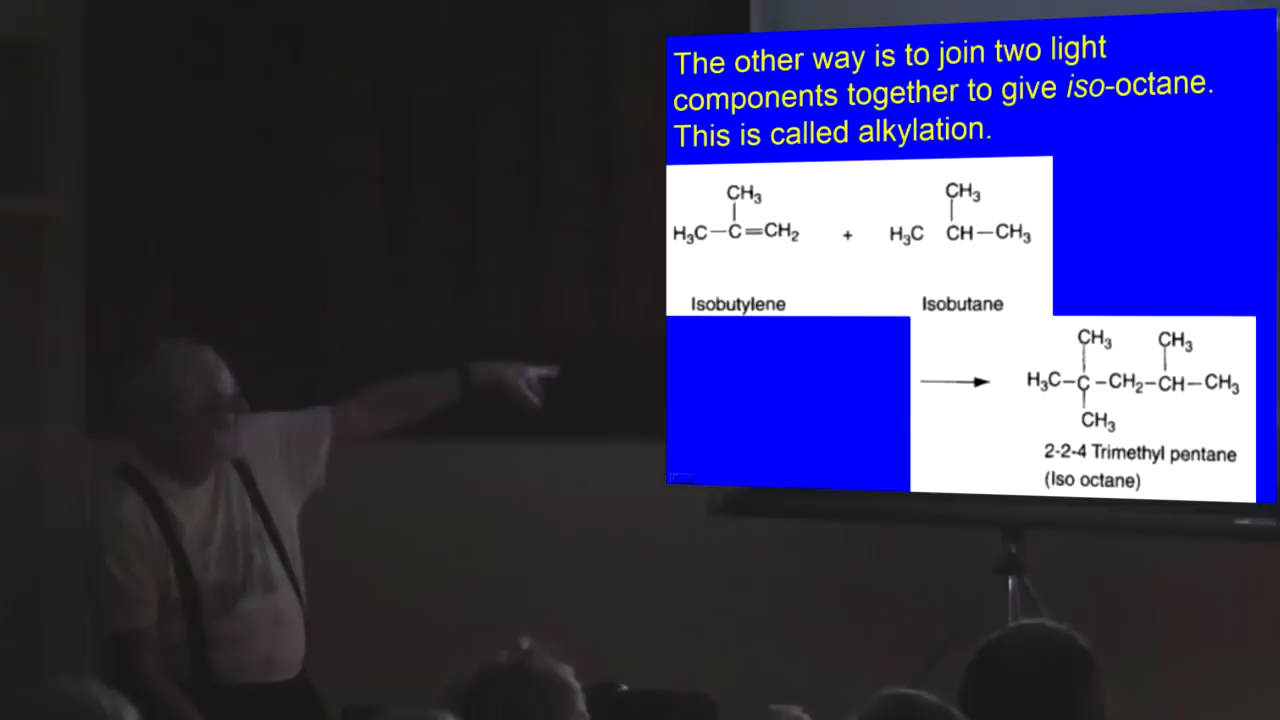 The other way is to join two light
components together to give iso-octane.
This is called alkylation.
CH₃ CH₃
H₃C—C=CH₂ + H₃C CH—CH₃
Isobutylene Isobutane
CH₃ CH₃
H₃C—C—CH₂—CH—CH₃
CH₃
2-2-4 Trimethyl pentane
(Iso octane)